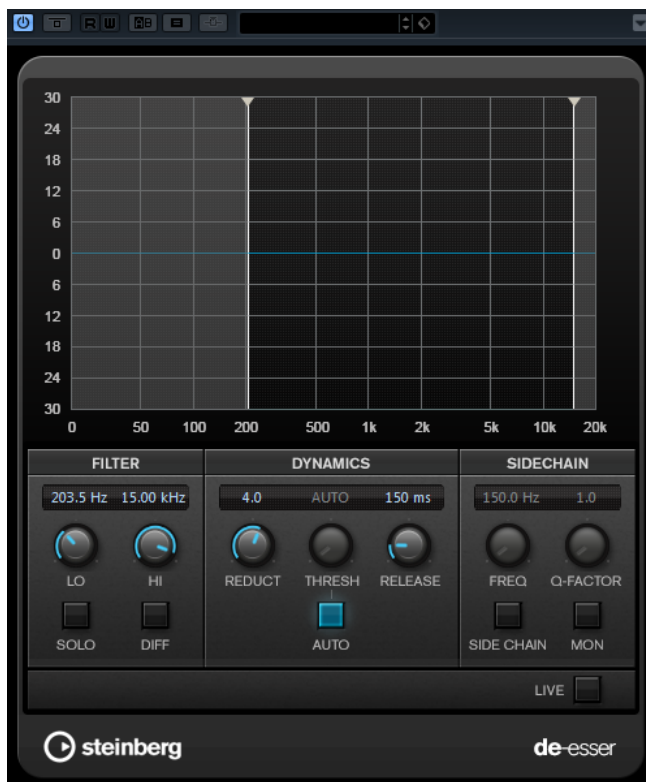 R W AB
30
24
18
12
6
0
6
12
18
24
30
0 50 100 200 500 1k 2k 5k 10k 20k
FILTER DYNAMICS SIDECHAIN
203.5 Hz 15.00 kHz 4.0 AUTO 150 ms 150.0 Hz 1.0
LO HI REDUCT THRESH RELEASE FREQ Q-FACTOR
SOLO DIFF AUTO SIDE CHAIN MON
LIVE
steinberg de-esser